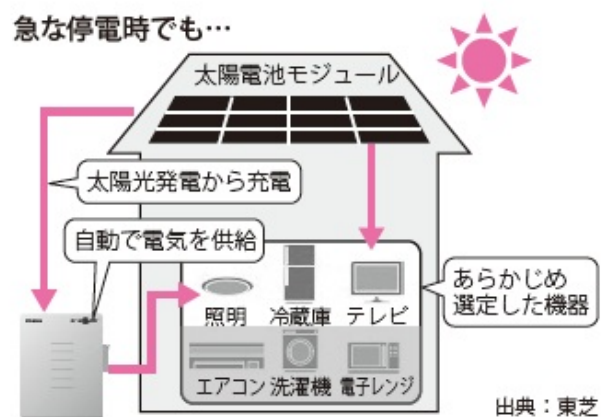 急な停電時でも…
太陽電池モジュール
太陽光発電から充電
自動で電気を供給
あらかじめ
選定した機器
照明 冷蔵庫 テレビ
エアコン 洗濯機 電子レンジ
出典：東芝